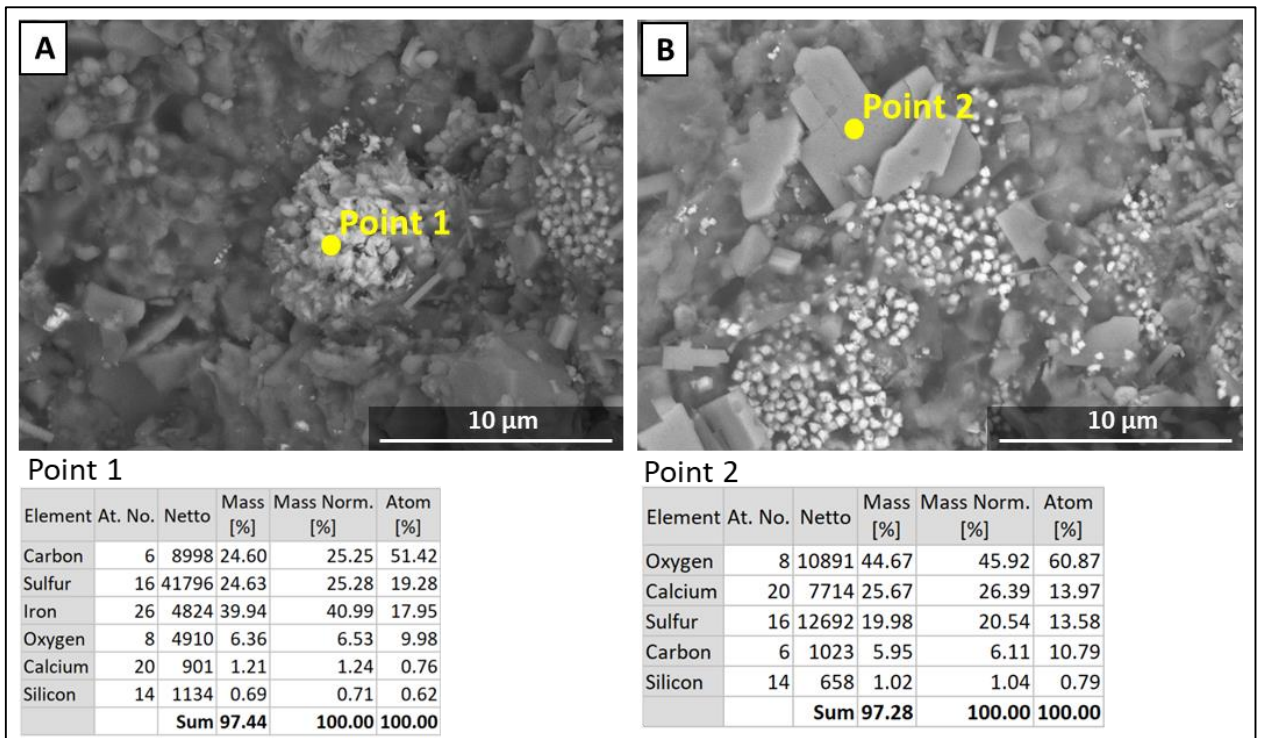 A
B
Point 1
Point 2
10 µm
10 µm
Point 1
Element At. No. Netto Mass [%] Mass Norm. [%] Atom [%]
Carbon 6 8998 24.60 25.25 51.42
Sulfur 16 41796 24.63 25.28 19.28
Iron 26 4824 39.94 40.99 17.95
Oxygen 8 4910 6.36 6.53 9.98
Calcium 20 901 1.21 1.24 0.76
Silicon 14 1134 0.69 0.71 0.62
Sum 97.44 100.00 100.00
Point 2
Element At. No. Netto Mass [%] Mass Norm. [%] Atom [%]
Oxygen 8 10891 44.67 45.92 60.87
Calcium 20 7714 25.67 26.39 13.97
Sulfur 16 12692 19.98 20.54 13.58
Carbon 6 1023 5.95 6.11 10.79
Silicon 14 658 1.02 1.04 0.79
Sum 97.28 100.00 100.00